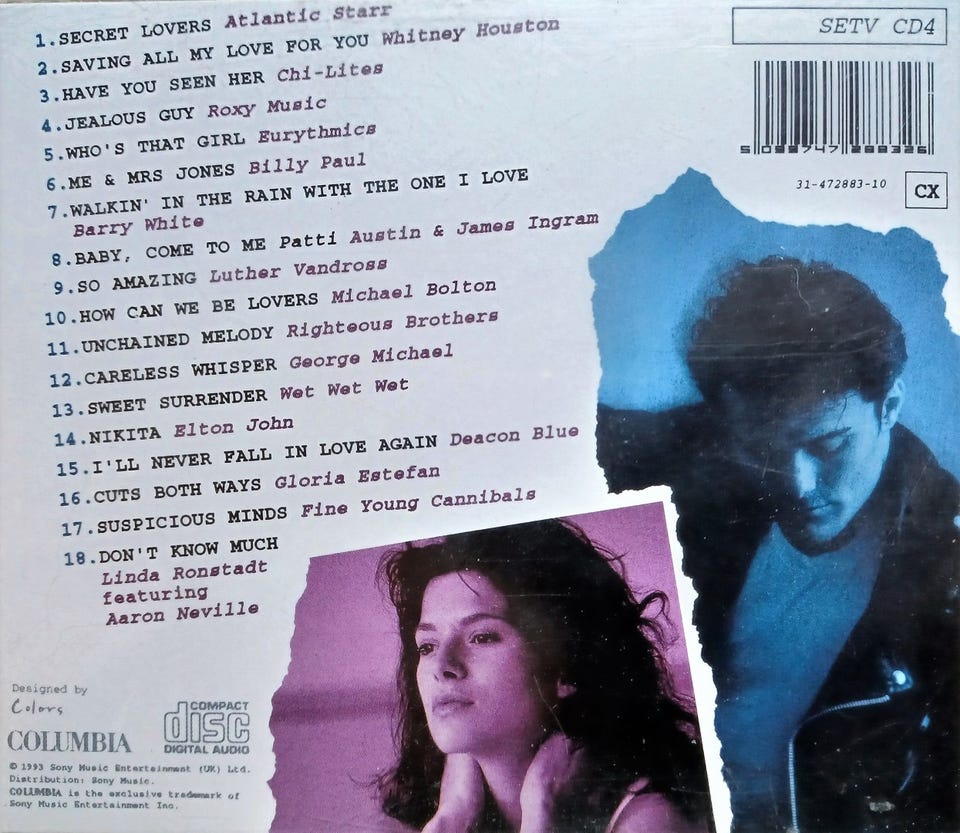 1.SECRET LOVERS Atlantic Starr
2.SAVING ALL MY LOVE FOR YOU Whitney Houston
3.HAVE YOU SEEN HER Chi-Lites
4.JEALOUS GUY Roxy Music
5.WHO'S THAT GIRL Eurythmics
6.ME & MRS JONES Billy Paul
7.WALKIN' IN THE RAIN WITH THE ONE I LOVE
Barry White
8.BABY, COME TO ME Patti Austin & James Ingram
9.SO AMAZING Luther Vandross
10.HOW CAN WE BE LOVERS Michael Bolton
11.UNCHAINED MELODY Righteous Brothers
12.CARELESS WHISPER George Michael
13.SWEET SURRENDER Wet Wet Wet
14.NIKITA Elton John
15.I'LL NEVER FALL IN LOVE AGAIN Deacon Blue
16.CUTS BOTH WAYS Gloria Estefan
17.SUSPICIOUS MINDS Fine Young Cannibals
18.DON'T KNOW MUCH
Linda Ronstadt
featuring
Aaron Neville
SETV CD4
31-472883-10
CX
Designed by
Colors
COLUMBIA
COMPACT
disc
DIGITAL AUDIO
© 1993 Sony Music Entertainment (UK) Ltd.
Distribution: Sony Music.
COLUMBIA is the exclusive trademark of
Sony Music Entertainment Inc.